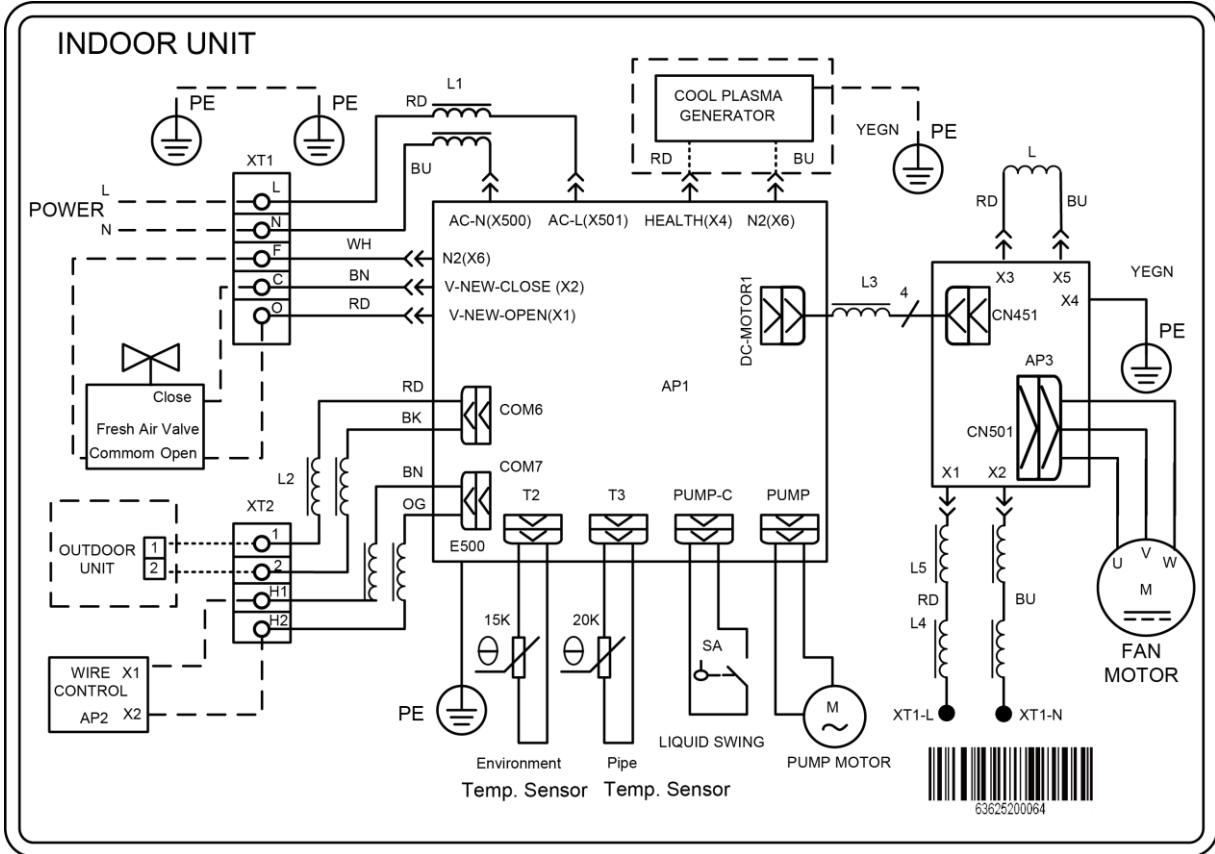 INDOOR UNIT
PE
PE
XT1
L
N
F
C
O
L
POWER
N
RD
L1
BU
COOL PLASMA
GENERATOR
RD
BU
YEGN
PE
AC-N(X500)
AC-L(X501)
HEALTH(X4)
N2(X6)
WH
N2(X6)
BN
V-NEW-CLOSE (X2)
RD
V-NEW-OPEN(X1)
DC-MOTOR1
L3
4
AP1
L
RD
BU
X3
X5
X4
YEGN
PE
CN451
AP3
CN501
X1
X2
Close
Fresh Air Valve
Commom Open
RD
BK
COM6
L2
BN
OG
COM7
E500
XT2
1
2
H1
H2
OUTDOOR
UNIT
1
2
WIRE
CONTROL
AP2
X1
X2
PE
T2
T3
PUMP-C
PUMP
15K
20K
SA
Environment
Temp. Sensor
Pipe
Temp. Sensor
LIQUID SWING
M
PUMP MOTOR
L5
RD
L4
BU
XT1-L
XT1-N
U
V
W
M
FAN
MOTOR
63625200064